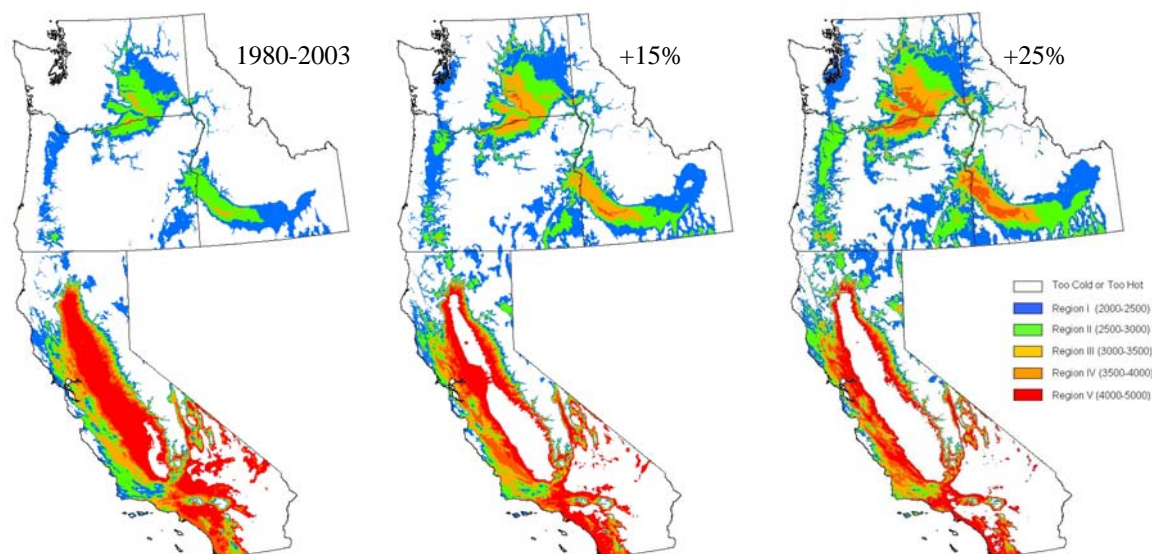 1980-2003
+15%
+25%
Too Cold or Too Hot
Region I (2000-2500)
Region II (2500-3000)
Region III (3000-3500)
Region IV (3500-4000)
Region V (4000-5000)